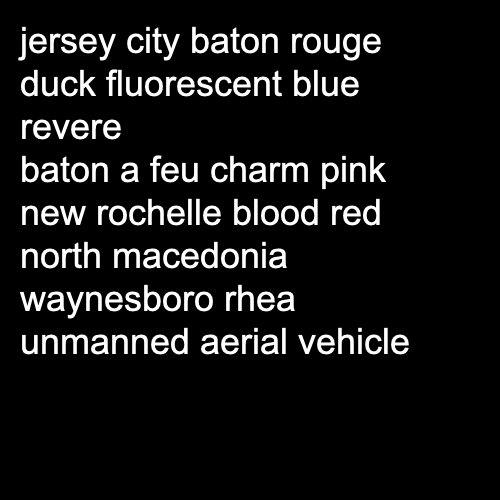 jersey city baton rouge
duck fluorescent blue
revere
baton a feu charm pink
new rochelle blood red
north macedonia
waynesboro rhea
unmanned aerial vehicle